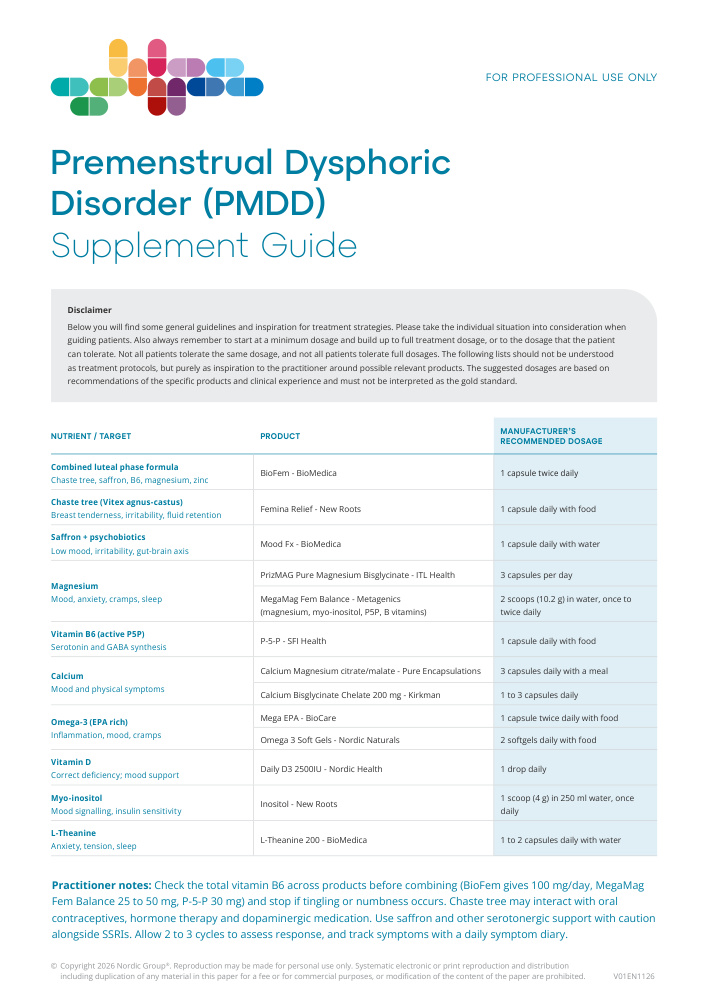 FOR PROFESSIONAL USE ONLY
Premenstrual Dysphoric
Disorder (PMDD)
Supplement Guide
Disclaimer
Below you will find some general guidelines and inspiration for treatment strategies. Please take the individual situation into consideration when
guiding patients. Also always remember to start at a minimum dosage and build up to full treatment dosage, or to the dosage that the patient
can tolerate. Not all patients tolerate the same dosage, and not all patients tolerate full dosages. The following lists should not be understood
as treatment protocols, but purely as inspiration to the practitioner around possible relevant products. The suggested dosages are based on
recommendations of the specific products and clinical experience and must not be interpreted as the gold standard.
NUTRIENT / TARGET
PRODUCT
MANUFACTURER'S
RECOMMENDED DOSAGE
Combined luteal phase formula
Chaste tree, saffron, B6, magnesium, zinc
BioFem - BioMedica
1 capsule twice daily
Chaste tree (Vitex agnus-castus)
Breast tenderness, irritability, fluid retention
Femina Relief - New Roots
1 capsule daily with food
Saffron + psychobiotics
Low mood, irritability, gut-brain axis
Mood Fx - BioMedica
1 capsule daily with water
Magnesium
Mood, anxiety, cramps, sleep
PrizMAG Pure Magnesium Bisglycinate - ITL Health
3 capsules per day
MegaMag Fem Balance - Metagenics
(magnesium, myo-inositol, P5P, B vitamins)
2 scoops (10.2 g) in water, once to
twice daily
Vitamin B6 (active P5P)
Serotonin and GABA synthesis
P-5-P - SFI Health
1 capsule daily with food
Calcium
Mood and physical symptoms
Calcium Magnesium citrate/malate - Pure Encapsulations
3 capsules daily with a meal
Calcium Bisglycinate Chelate 200 mg - Kirkman
1 to 3 capsules daily
Omega-3 (EPA rich)
Inflammation, mood, cramps
Mega EPA - BioCare
1 capsule twice daily with food
Omega 3 Soft Gels - Nordic Naturals
2 softgels daily with food
Vitamin D
Correct deficiency; mood support
Daily D3 2500IU - Nordic Health
1 drop daily
Myo-inositol
Mood signalling, insulin sensitivity
Inositol - New Roots
1 scoop (4 g) in 250 ml water, once
daily
L-Theanine
Anxiety, tension, sleep
L-Theanine 200 - BioMedica
1 to 2 capsules daily with water
Practitioner notes: Check the total vitamin B6 across products before combining (BioFem gives 100 mg/day, MegaMag
Fem Balance 25 to 50 mg, P-5-P 30 mg) and stop if tingling or numbness occurs. Chaste tree may interact with oral
contraceptives, hormone therapy and dopaminergic medication. Use saffron and other serotonergic support with caution
alongside SSRIs. Allow 2 to 3 cycles to assess response, and track symptoms with a daily symptom diary.
© Copyright 2026 Nordic Group®. Reproduction may be made for personal use only. Systematic electronic or print reproduction and distribution
including duplication of any material in this paper for a fee or for commercial purposes, or modification of the content of the paper are prohibited.
V01EN1126